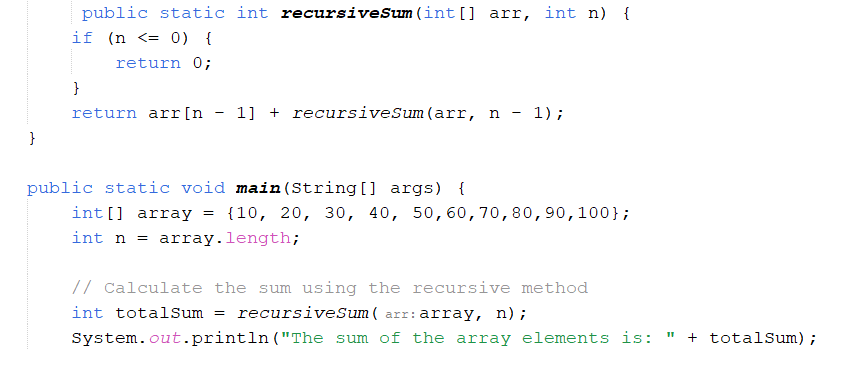 public static int recursiveSum(int[] arr, int n) {
if (n <= 0) {
return 0;
}
return arr[n - 1] + recursiveSum(arr, n - 1);
}
public static void main(String[] args) {
int[] array = {10, 20, 30, 40, 50,60,70,80,90,100};
int n = array.length;
// Calculate the sum using the recursive method
int totalSum = recursiveSum( arr: array, n);
System.out.println("The sum of the array elements is: " + totalSum);